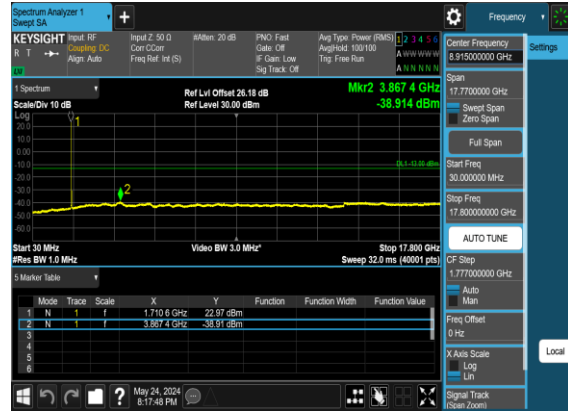 Spectrum Analyzer 1
Swept SA
Frequency
KEYSIGHT
R T
LU
Input: RF
Coupling: DC
Align: Auto
Input Z: 50 Ω
Corr CCorr
Freq Ref: Int (S)
#Atten: 20 dB
PNO: Fast
Gate: Off
IF Gain: Low
Sig Track: Off
Avg Type: Power (RMS)
Avg|Hold: 100/100
Trig: Free Run
1 2 3 4 5 6
A W W W W W
A N N N N N
1 Spectrum
Scale/Div 10 dB
Log
Ref Lvl Offset 26.18 dB
Ref Level 30.00 dBm
Mkr2 3.867 4 GHz
-38.914 dBm
20.0
10.0
0.00
-10.0
-20.0
-30.0
-40.0
-50.0
-60.0
1
2
DL1 -13.00 dBm
Start 30 MHz
#Res BW 1.0 MHz
Video BW 3.0 MHz*
Stop 17.800 GHz
Sweep 32.0 ms (40001 pts)
5 Marker Table
Mode Trace Scale X Y Function Function Width Function Value
1 N 1 f 1.710 6 GHz 22.97 dBm
2 N 1 f 3.867 4 GHz -38.91 dBm
3
4
5
6
May 24, 2024
8:17:48 PM
Center Frequency
8.915000000 GHz
Span
17.7700000 GHz
Swept Span
Zero Span
Full Span
Start Freq
30.000000 MHz
Stop Freq
17.800000000 GHz
AUTO TUNE
CF Step
1.777000000 GHz
Auto
Man
Freq Offset
0 Hz
X Axis Scale
Log
Lin
Signal Track
(Span Zoom)
Settings
Local